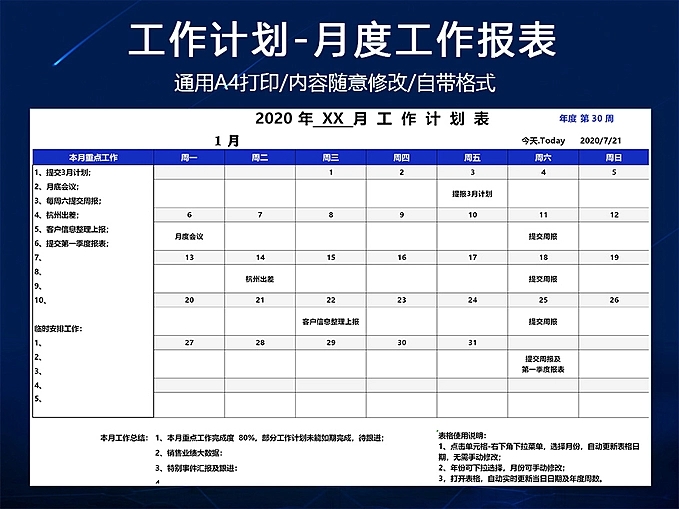 工作计划-月度工作报表
通用A4打印/内容随意修改/自带格式
2020 年 XX 月 工 作 计 划 表
年度 第 30 周
1 月
今天.Today 2020/7/21
本月重点工作 周一 周二 周三 周四 周五 周六 周日
1、提交3月计划;
2、月底会议;
3、每周六提交周报;
4、杭州出差;
5、客户信息整理上报;
6、提交第一季度报表;
7、
8、
9、
10、
临时安排工作:
1、
2、
3、
4、
5、
1 2 3 4 5
提报3月计划
6 7 8 9 10 11 12
月度会议 提交周报
13 14 15 16 17 18 19
杭州出差 提交周报
20 21 22 23 24 25 26
客户信息整理上报 提交周报
27 28 29 30 31
提交周报及
第一季度报表
本月工作总结: 1、本月重点工作完成度 80%, 部分工作计划未能如期完成, 待跟进;
2、销售业绩大数据:
3、特别事件汇报及跟进:
表格使用说明:
1、点击单元格-右下角下拉菜单, 选择月份, 自动更新表格日
期, 无需手动修改;
2、年份可下拉选择, 月份可手动修改;
3, 打开表格, 自动实时更新当日日期及年度周数。